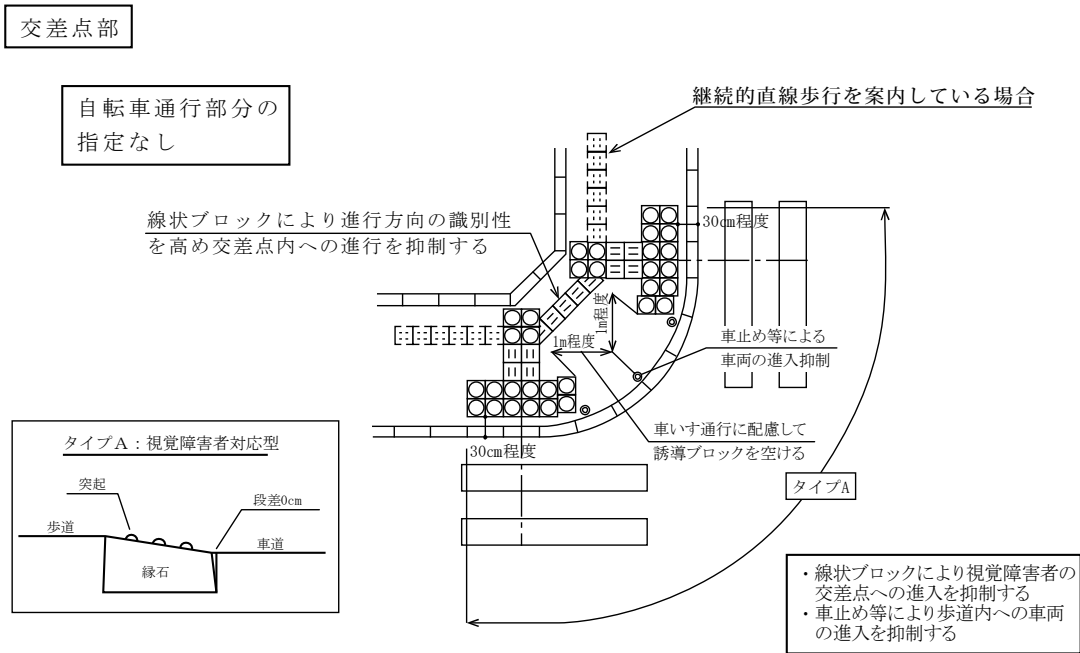 交差点部
自転車通行部分の
指定なし
継続的直線歩行を案内している場合
線状ブロックにより進行方向の識別性
を高め交差点内への進行を抑制する
30cm程度
1m程度
1m程度
車止め等による
車両の進入抑制
車いす通行に配慮して
誘導ブロックを空ける
30cm程度
タイプA
タイプA:視覚障害者対応型
突起
段差0cm
歩道
車道
縁石
・線状ブロックにより視覚障害者の
交差点への進入を抑制する
・車止め等により歩道内への車両
の進入を抑制する